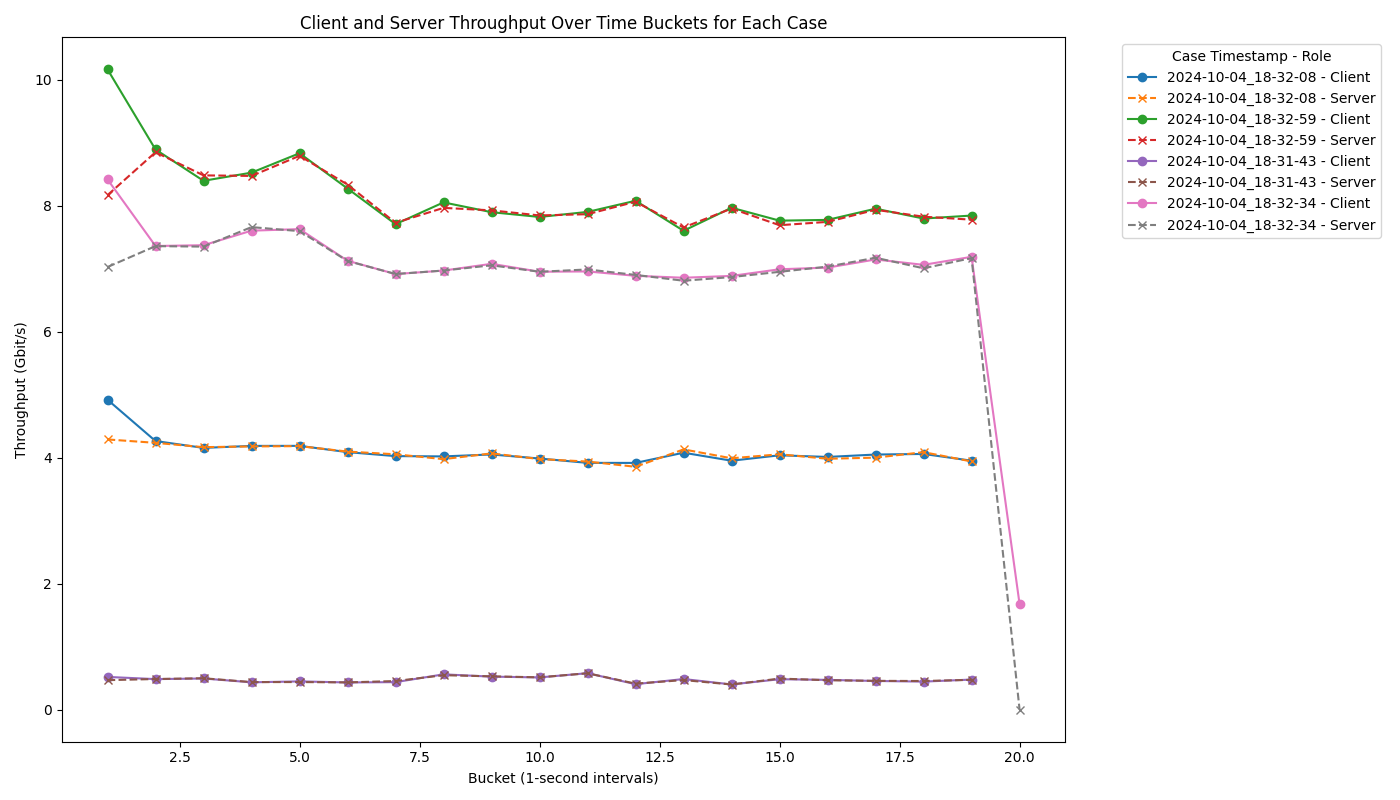 Client and Server Throughput Over Time Buckets for Each Case
Throughput (Gbit/s)
10
8
6
4
2
0
2.5 5.0 7.5 10.0 12.5 15.0 17.5 20.0
Bucket (1-second intervals)
Case Timestamp - Role
2024-10-04_18-32-08 - Client
2024-10-04_18-32-08 - Server
2024-10-04_18-32-59 - Client
2024-10-04_18-32-59 - Server
2024-10-04_18-31-43 - Client
2024-10-04_18-31-43 - Server
2024-10-04_18-32-34 - Client
2024-10-04_18-32-34 - Server